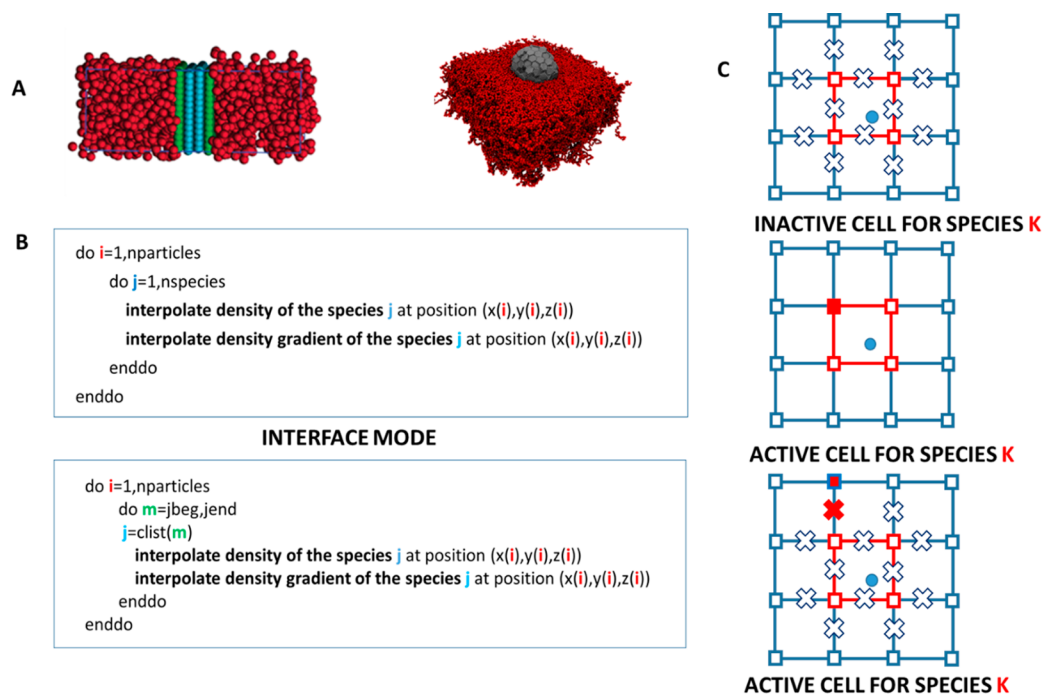 A
B
do i=1,nparticles
do j=1,nspecies
interpolate density of the species j at position (x(i),y(i),z(i))
interpolate density gradient of the species j at position (x(i),y(i),z(i))
enddo
enddo
INTERFACE MODE
do i=1,nparticles
do m=jbeg,jend
j=clist(m)
interpolate density of the species j at position (x(i),y(i),z(i))
interpolate density gradient of the species j at position (x(i),y(i),z(i))
enddo
enddo
C
INACTIVE CELL FOR SPECIES K
ACTIVE CELL FOR SPECIES K
ACTIVE CELL FOR SPECIES K